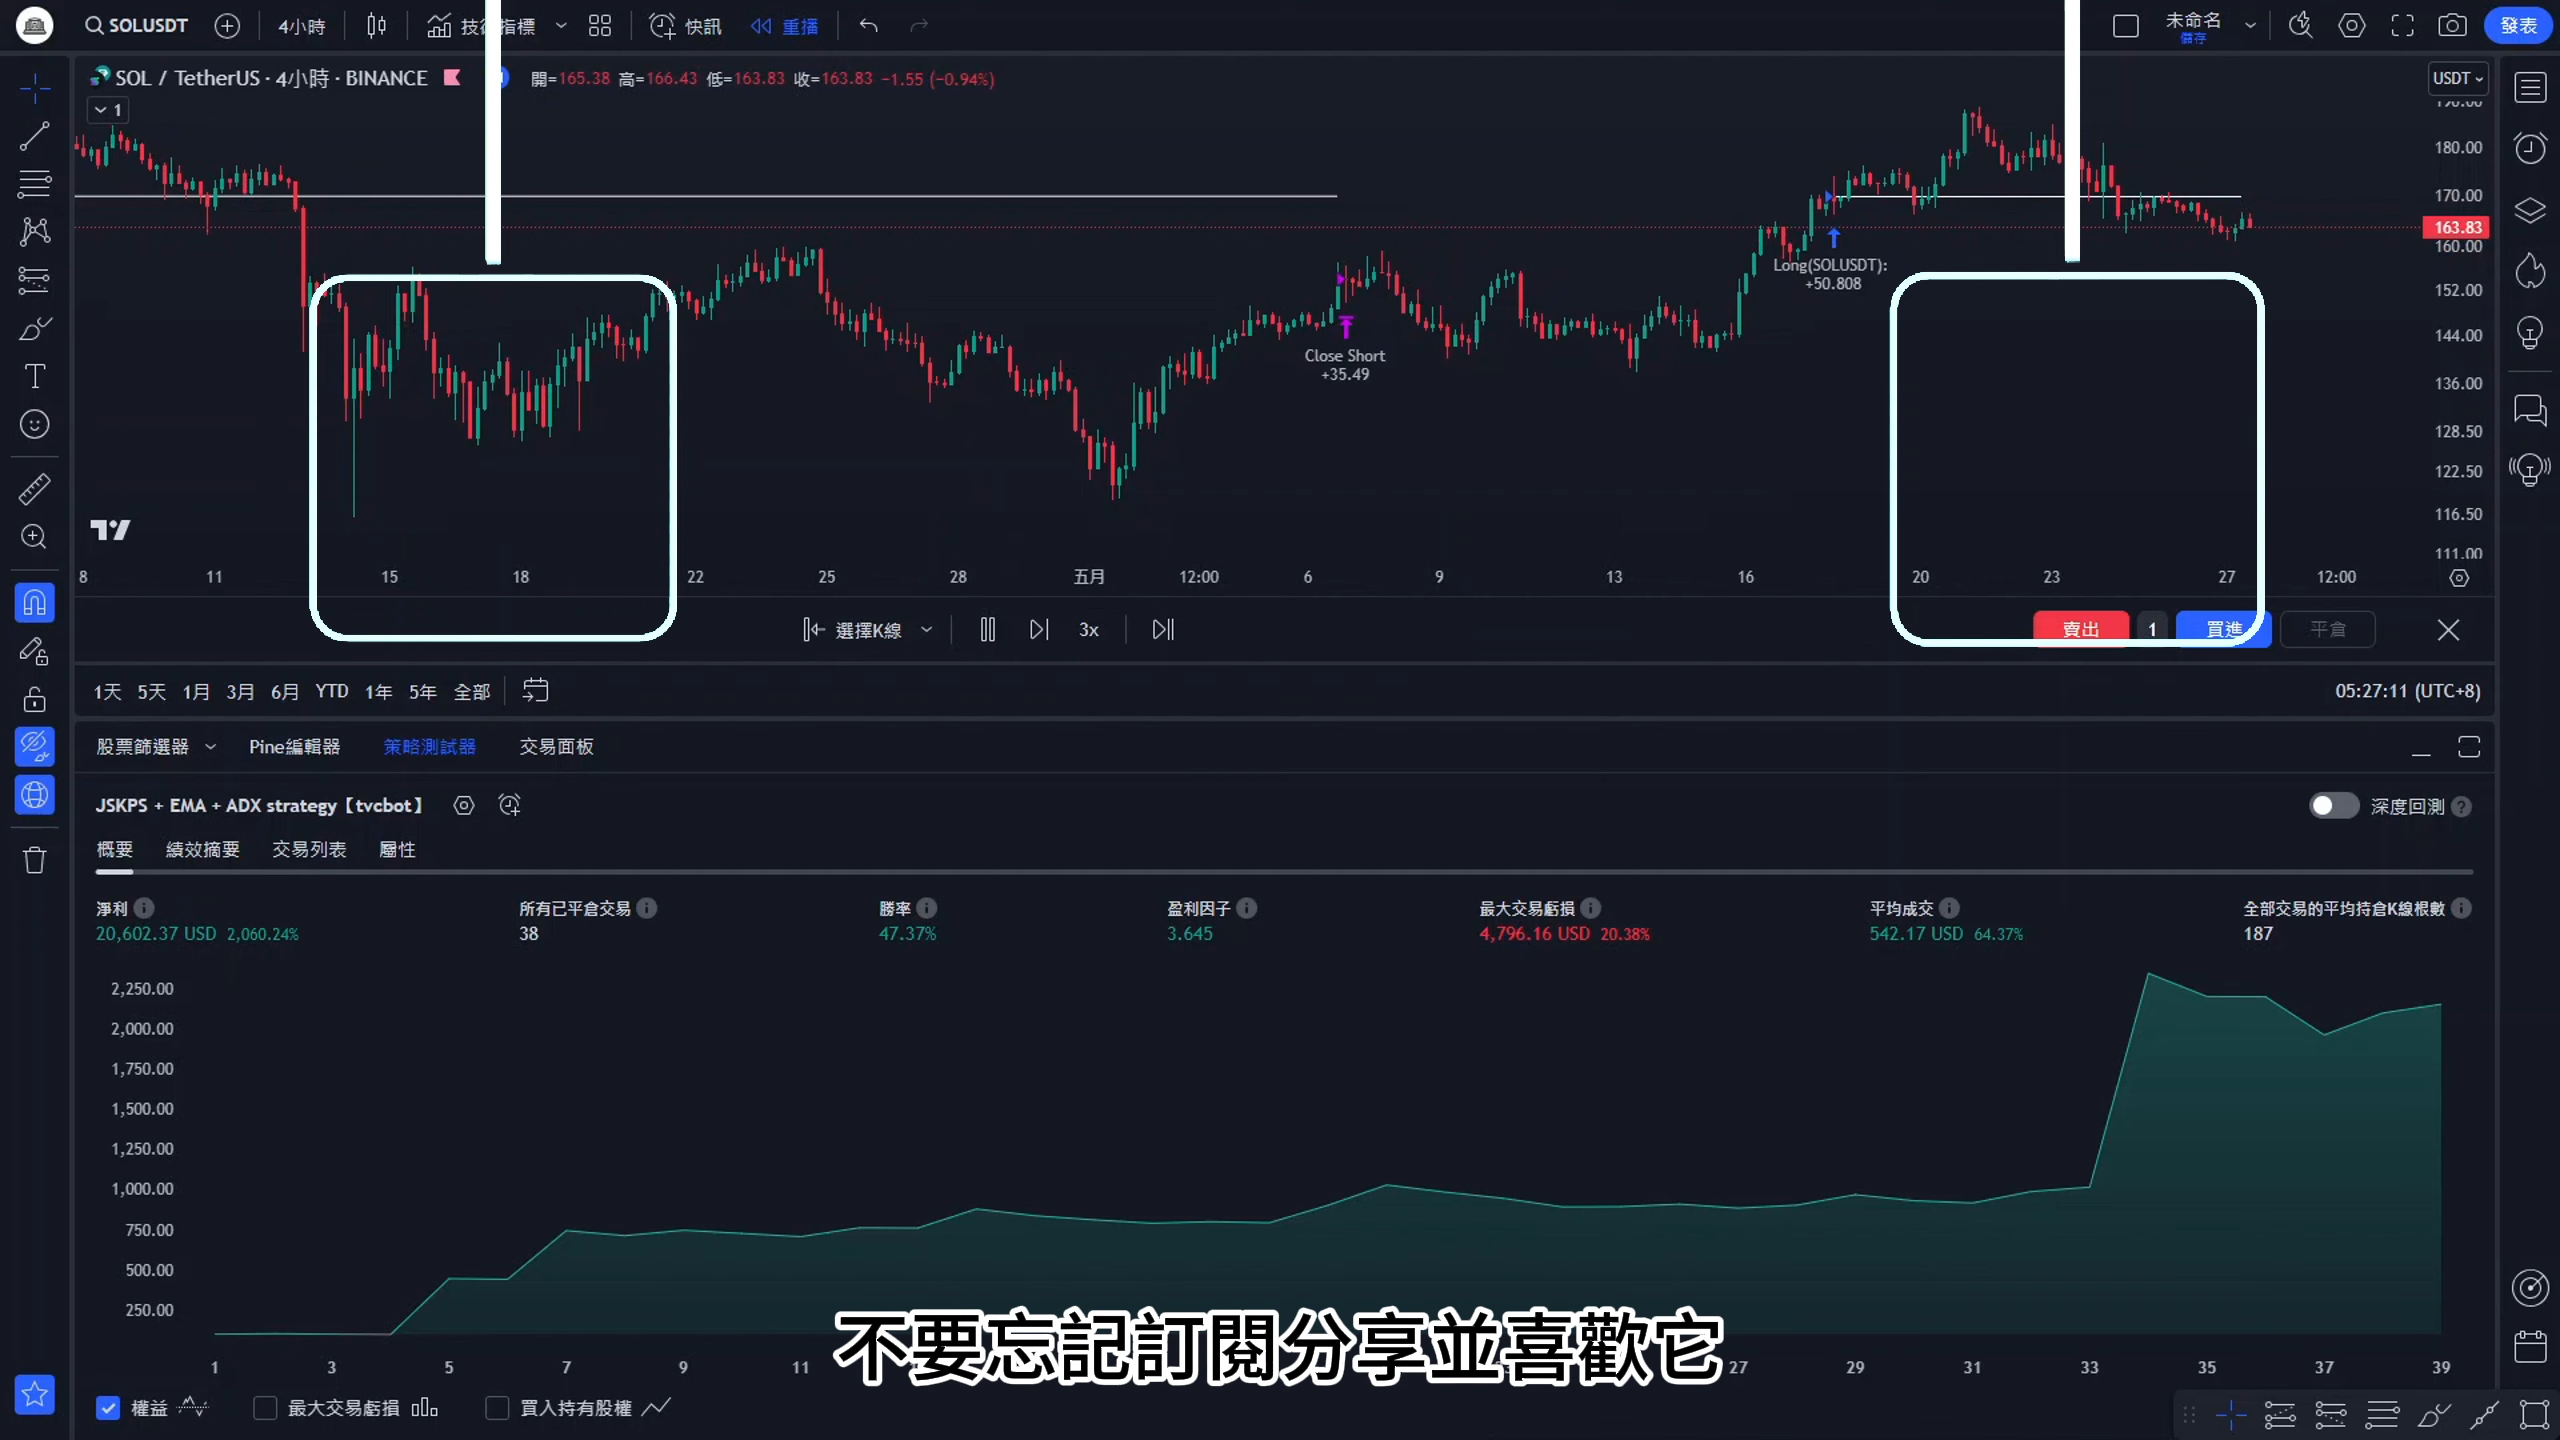 SOLUSDT
4小時
技術指標
快訊
重播
未命名
儲存
發表
SOL / TetherUS · 4小時 · BINANCE
開=165.38 高=166.43 低=163.83 收=163.83 −1.55 (−0.94%)
USDT
1
190.00
180.00
170.00
163.83
160.00
152.00
144.00
136.00
128.50
122.50
116.50
111.00
Long(SOLUSDT):
+50.808
Close Short
+35.49
8 11 15 18 22 25 28 五月 12:00 6 9 13 16 20 23 27 12:00
選擇K線
3x
賣出
1
買進
平倉
1天 5天 1月 3月 6月 YTD 1年 5年 全部
05:27:11 (UTC+8)
股票篩選器 Pine編輯器 策略測試器 交易面板
JSKPS + EMA + ADX strategy【tvcbot】
深度回測
概要 績效摘要 交易列表 屬性
淨利 所有已平倉交易 勝率 盈利因子 最大交易虧損 平均成交 全部交易的平均持倉K線根數
20,602.37 USD 2,060.24% 38 47.37% 3.645 4,796.16 USD 20.38% 542.17 USD 64.37% 187
2,250.00
2,000.00
1,750.00
1,500.00
1,250.00
1,000.00
750.00
500.00
250.00
不要忘記訂閱分享並喜歡它
1 3 5 7 9 11 27 29 31 33 35 37 39
權益 最大交易虧損 買入持有股權